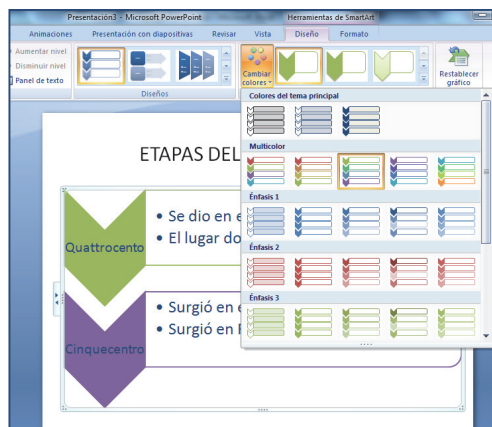 Presentación3 - Microsoft PowerPoint
Herramientas de SmartArt
Animaciones Presentación con diapositivas Revisar Vista Diseño Formato
Aumentar nivel
Disminuir nivel
Panel de texto
Diseños
Cambiar colores
Restablecer gráfico
Colores del tema principal
Multicolor
Énfasis 1
Énfasis 2
Énfasis 3
ETAPAS DEL
Quattrocento
• Se dio en e
• El lugar do
Cinquecentro
• Surgió en e
• Surgió en